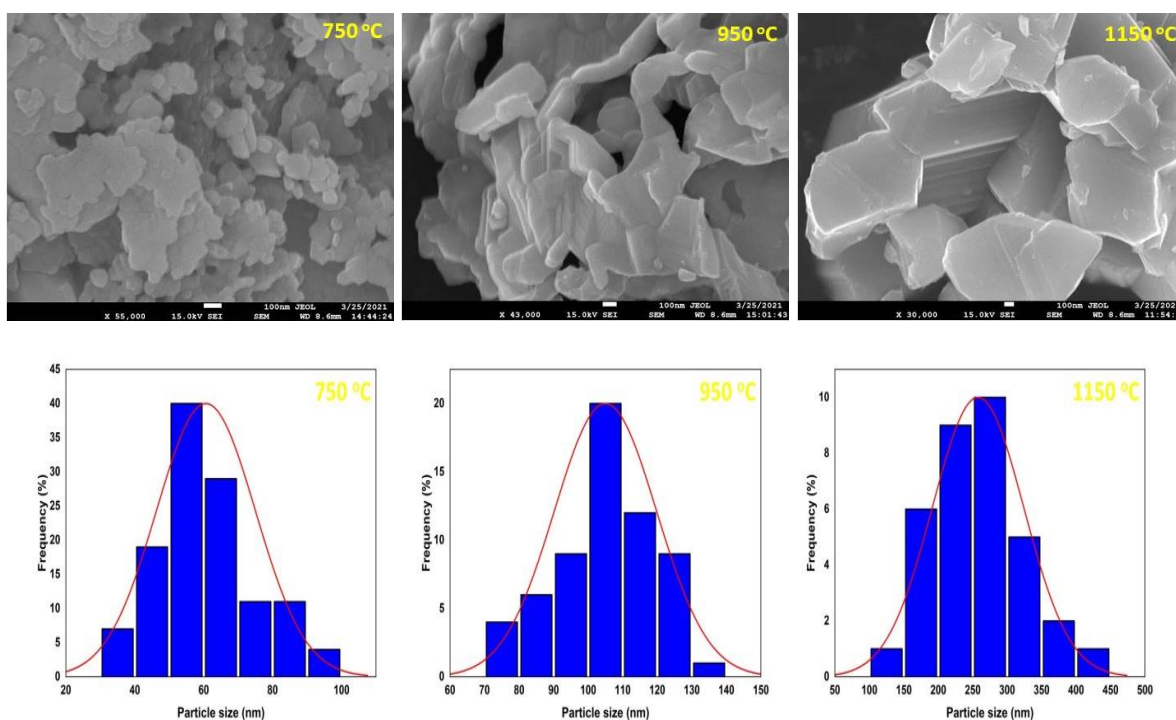 750 °C
100nm JEOL 3/25/2021
X 55,000 15.0kV SEI SEM WD 8.6mm 14:44:24
950 °C
100nm JEOL 3/25/2021
X 43,000 15.0kV SEI SEM WD 8.6mm 15:01:43
1150 °C
100nm JEOL 3/25/202
X 30,000 15.0kV SEI SEM WD 8.6mm 11:54:
750 °C
Frequency (%)
45
40
35
30
25
20
15
10
5
0
20 40 60 80 100
Particle size (nm)
950 °C
Frequency (%)
20
15
10
5
0
60 70 80 90 100 110 120 130 140 150
Particle size (nm)
1150 °C
Frequency (%)
10
8
6
4
2
0
50 100 150 200 250 300 350 400 450 500
Particle size (nm)